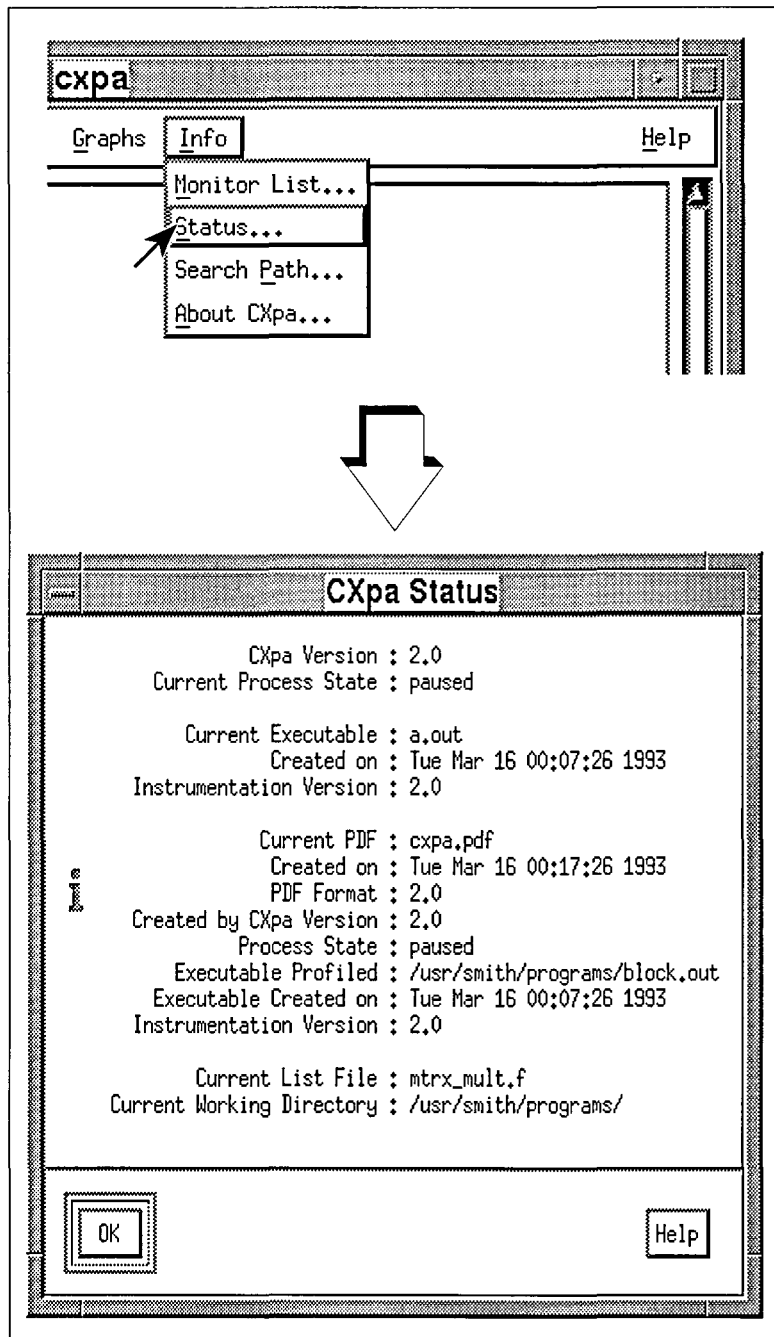 cxpa
Graphs Info Help
Monitor List...
Status...
Search Path...
About CXpa...
CXpa Status
CXpa Version : 2.0
Current Process State : paused
Current Executable : a.out
Created on : Tue Mar 16 00:07:26 1993
Instrumentation Version : 2.0
Current PDF : cxpa.pdf
Created on : Tue Mar 16 00:17:26 1993
PDF Format : 2.0
Created by CXpa Version : 2.0
Process State : paused
Executable Profiled : /usr/smith/programs/block.out
Executable Created on : Tue Mar 16 00:07:26 1993
Instrumentation Version : 2.0
Current List File : mtrx_mult.f
Current Working Directory : /usr/smith/programs/
i
OK Help